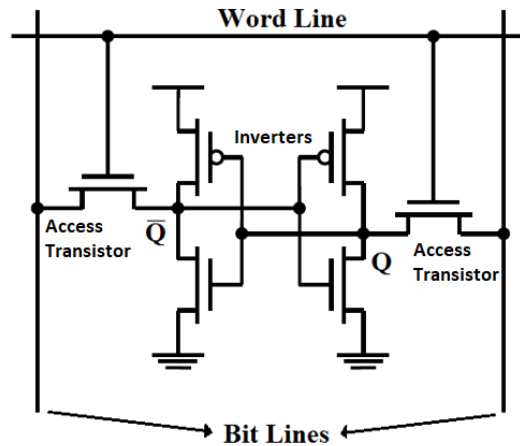 Word Line
Inverters
Access
Transistor
Q̅
Q
Access
Transistor
Bit Lines